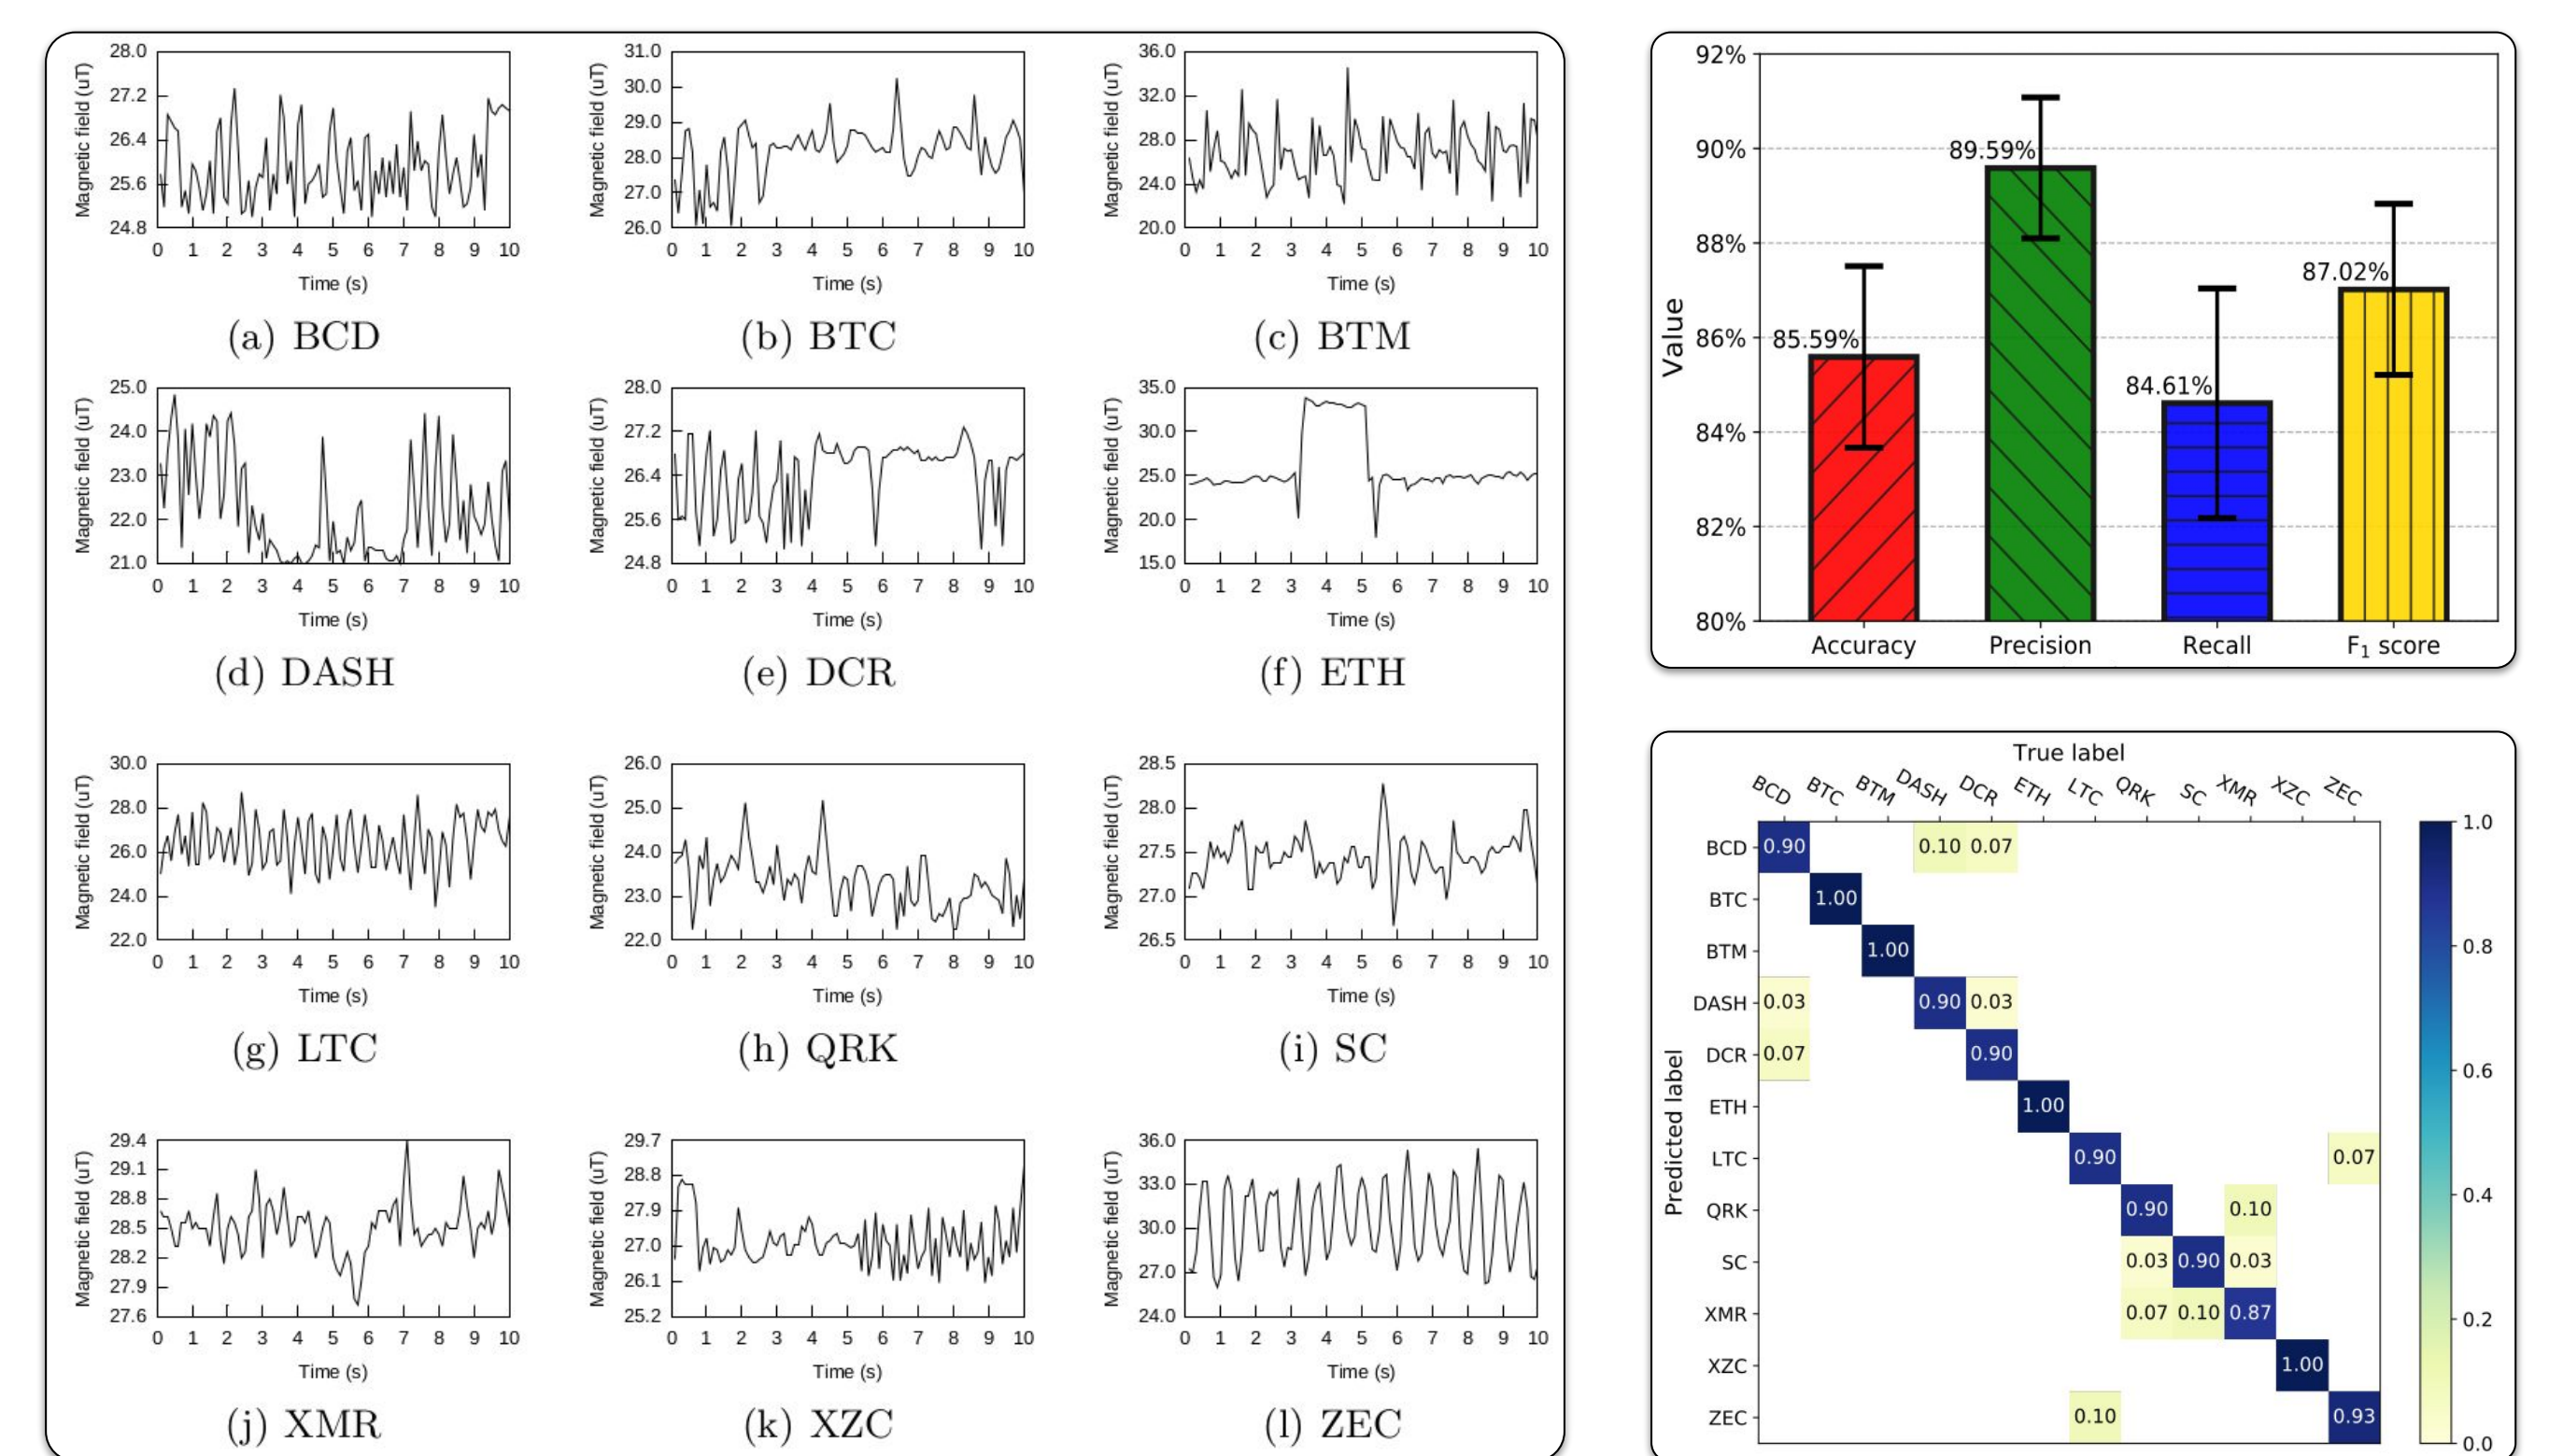 28.0
27.2
26.4
25.6
24.8
Magnetic field (uT)
0 1 2 3 4 5 6 7 8 9 10
Time (s)
(a) BCD
31.0
30.0
29.0
28.0
27.0
26.0
Magnetic field (uT)
0 1 2 3 4 5 6 7 8 9 10
Time (s)
(b) BTC
36.0
32.0
28.0
24.0
20.0
Magnetic field (uT)
0 1 2 3 4 5 6 7 8 9 10
Time (s)
(c) BTM
25.0
24.0
23.0
22.0
21.0
Magnetic field (uT)
0 1 2 3 4 5 6 7 8 9 10
Time (s)
(d) DASH
28.0
27.2
26.4
25.6
24.8
Magnetic field (uT)
0 1 2 3 4 5 6 7 8 9 10
Time (s)
(e) DCR
35.0
30.0
25.0
20.0
15.0
Magnetic field (uT)
0 1 2 3 4 5 6 7 8 9 10
Time (s)
(f) ETH
30.0
28.0
26.0
24.0
22.0
Magnetic field (uT)
0 1 2 3 4 5 6 7 8 9 10
Time (s)
(g) LTC
26.0
25.0
24.0
23.0
22.0
Magnetic field (uT)
0 1 2 3 4 5 6 7 8 9 10
Time (s)
(h) QRK
28.5
28.0
27.5
27.0
26.5
Magnetic field (uT)
0 1 2 3 4 5 6 7 8 9 10
Time (s)
(i) SC
29.4
29.1
28.8
28.5
28.2
27.9
27.6
Magnetic field (uT)
0 1 2 3 4 5 6 7 8 9 10
Time (s)
(j) XMR
29.7
28.8
27.9
27.0
26.1
25.2
Magnetic field (uT)
0 1 2 3 4 5 6 7 8 9 10
Time (s)
(k) XZC
36.0
33.0
30.0
27.0
24.0
Magnetic field (uT)
0 1 2 3 4 5 6 7 8 9 10
Time (s)
(l) ZEC
92%
90%
88%
86%
84%
82%
80%
Value
85.59%
89.59%
84.61%
87.02%
Accuracy Precision Recall F₁ score
True label
BCD BTC BTM DASH DCR ETH LTC QRK SC XMR XZC ZEC
Predicted label
BCD 0.90 0.10 0.07
BTC 1.00
BTM 1.00
DASH 0.03 0.90 0.03
DCR 0.07 0.90
ETH 1.00
LTC 0.90 0.07
QRK 0.90 0.10
SC 0.03 0.90 0.03
XMR 0.07 0.10 0.87
XZC 1.00
ZEC 0.10 0.93
1.0
0.8
0.6
0.4
0.2
0.0